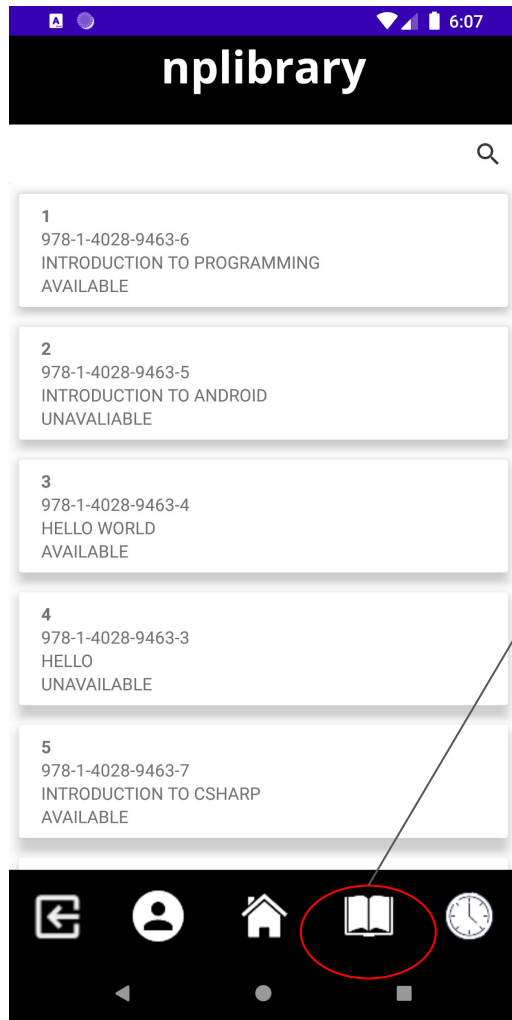 A
6:07
nplibrary
1
978-1-4028-9463-6
INTRODUCTION TO PROGRAMMING
AVAILABLE
2
978-1-4028-9463-5
INTRODUCTION TO ANDROID
UNAVALIABLE
3
978-1-4028-9463-4
HELLO WORLD
AVAILABLE
4
978-1-4028-9463-3
HELLO
UNAVAILABLE
5
978-1-4028-9463-7
INTRODUCTION TO CSHARP
AVAILABLE